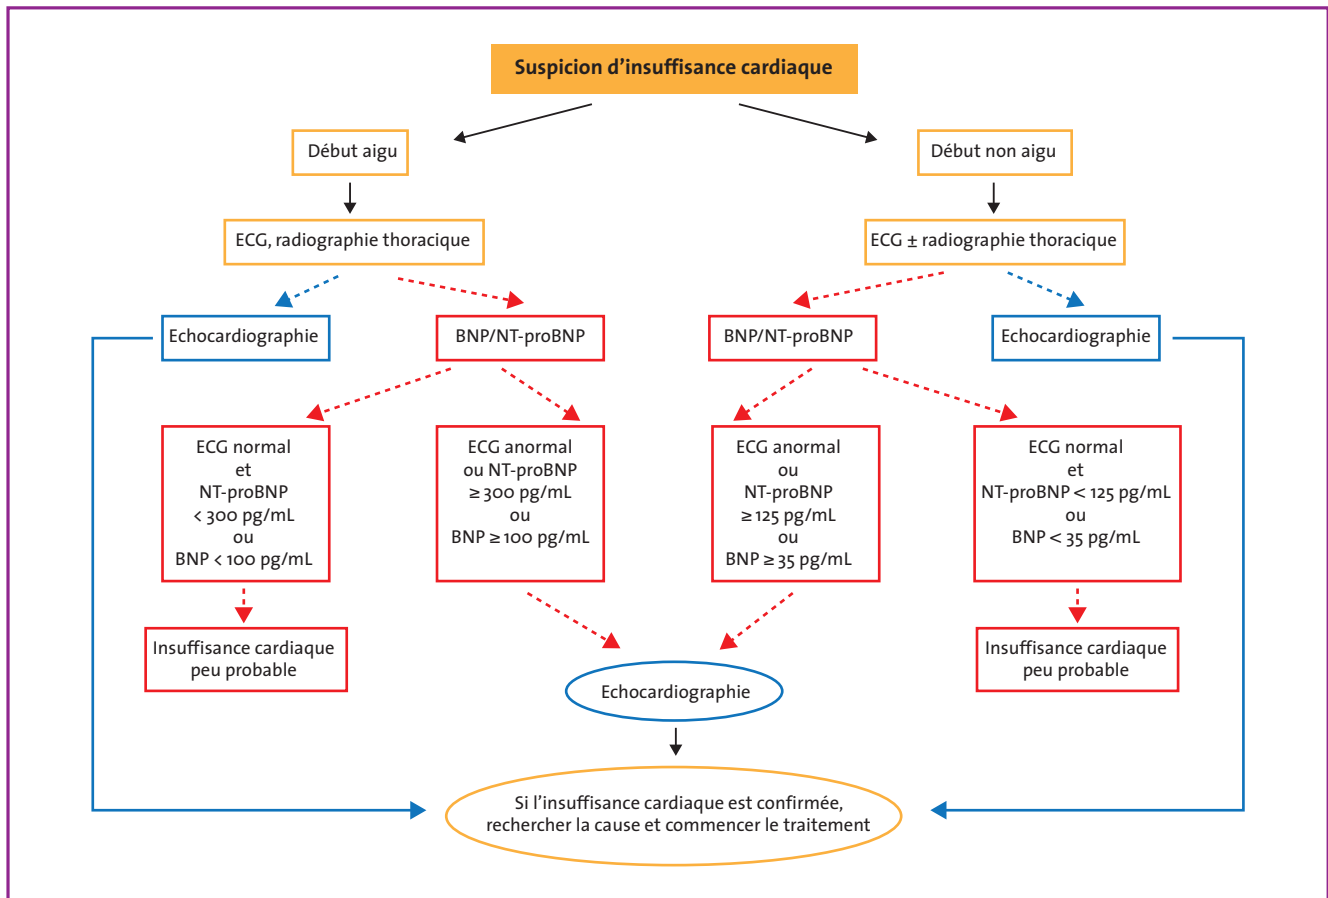 Suspicion d'insuffisance cardiaque
Début aigu
Début non aigu
ECG, radiographie thoracique
ECG ± radiographie thoracique
Echocardiographie
BNP/NT-proBNP
BNP/NT-proBNP
Echocardiographie
ECG normal
et
NT-proBNP
< 300 pg/mL
ou
BNP < 100 pg/mL
ECG anormal
ou NT-proBNP
≥ 300 pg/mL
ou
BNP ≥ 100 pg/mL
ECG anormal
ou
NT-proBNP
≥ 125 pg/mL
ou
BNP ≥ 35 pg/mL
ECG normal
et
NT-proBNP < 125 pg/mL
ou
BNP < 35 pg/mL
Insuffisance cardiaque
peu probable
Insuffisance cardiaque
peu probable
Echocardiographie
Si l'insuffisance cardiaque est confirmée,
rechercher la cause et commencer le traitement